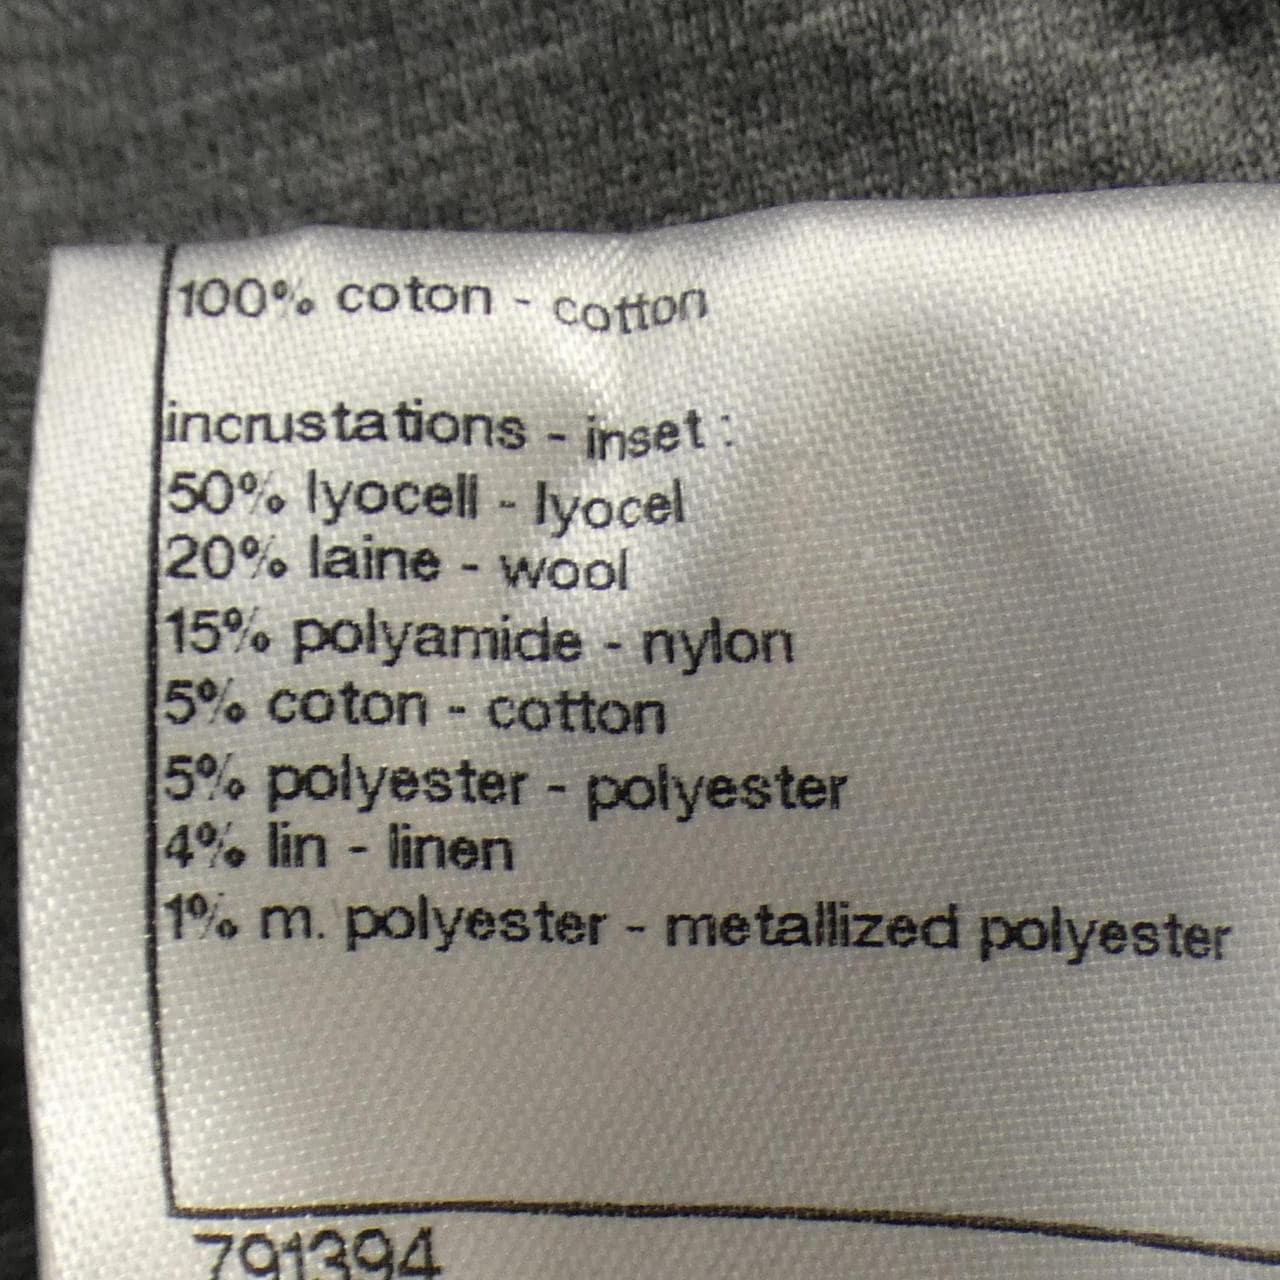 100% coton - cotton
incrustations - inset :
50% lyocell - lyocel
20% laine - wool
15% polyamide - nylon
5% coton - cotton
5% polyester - polyester
4% lin - linen
1% m. polyester - metallized polyester
791394